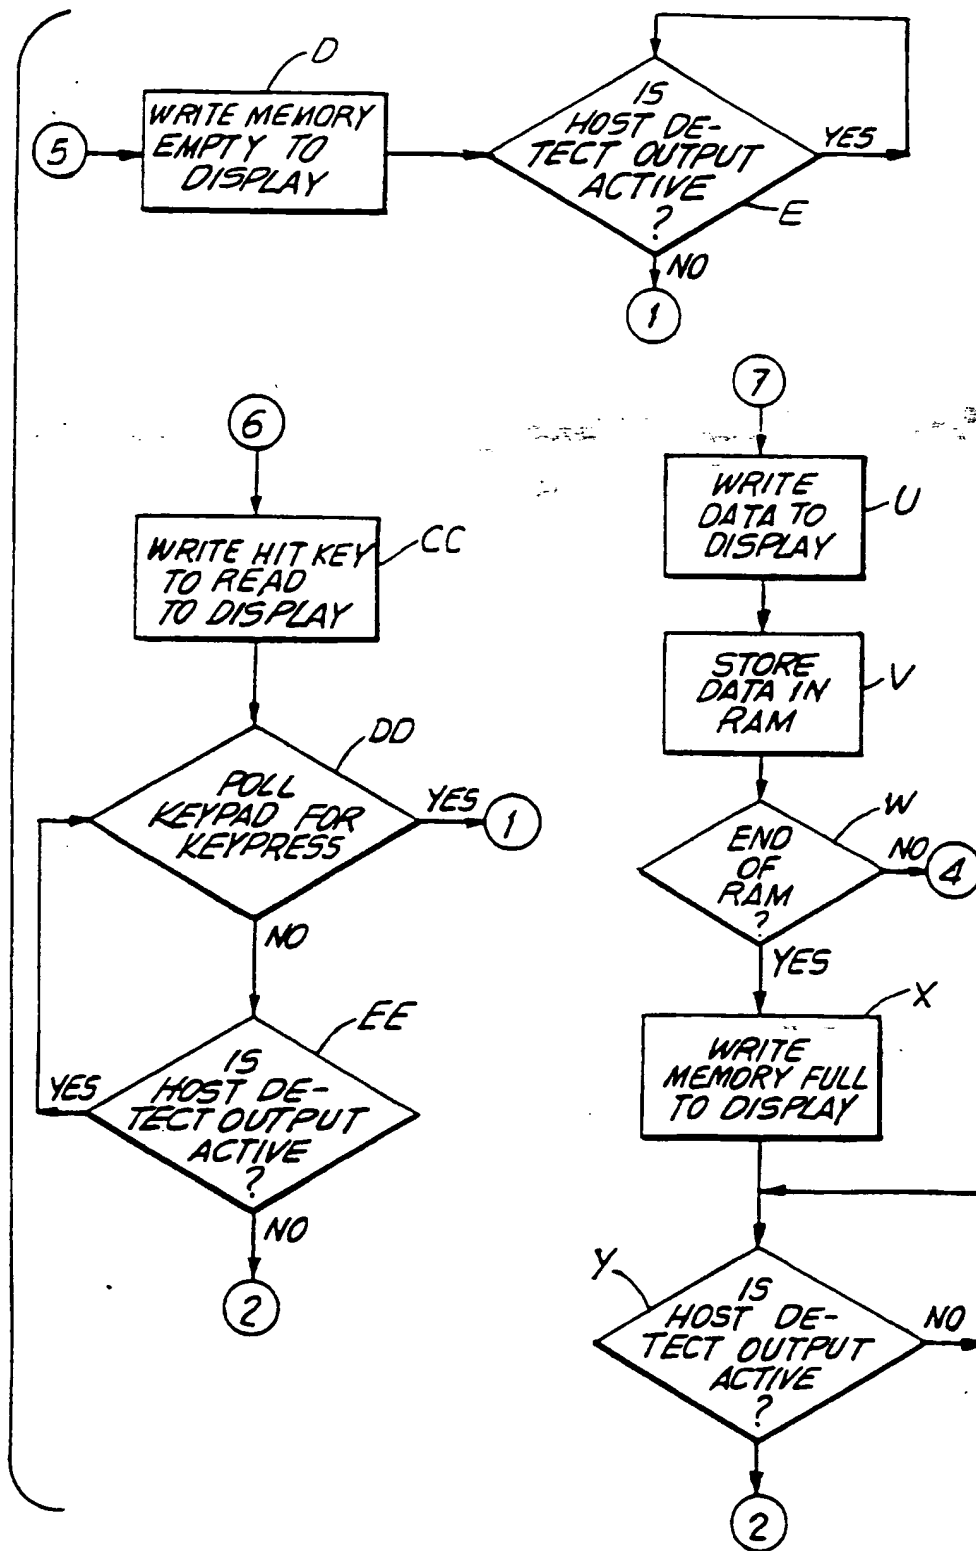 D
5
WRITE MEMORY
EMPTY TO
DISPLAY
IS
HOST DE-
TECT OUTPUT
ACTIVE
?
YES
E
NO
1
6
WRITE HIT KEY
TO READ
TO DISPLAY
CC
DD
POLL
KEYPAD FOR
KEYPRESS
YES
1
NO
EE
IS
HOST DE-
TECT OUTPUT
ACTIVE
?
YES
NO
2
7
WRITE
DATA TO
DISPLAY
U
STORE
DATA IN
RAM
V
W
END
OF
RAM
?
NO
4
YES
X
WRITE
MEMORY FULL
TO DISPLAY
Y
IS
HOST DE-
TECT OUTPUT
ACTIVE
?
NO
2